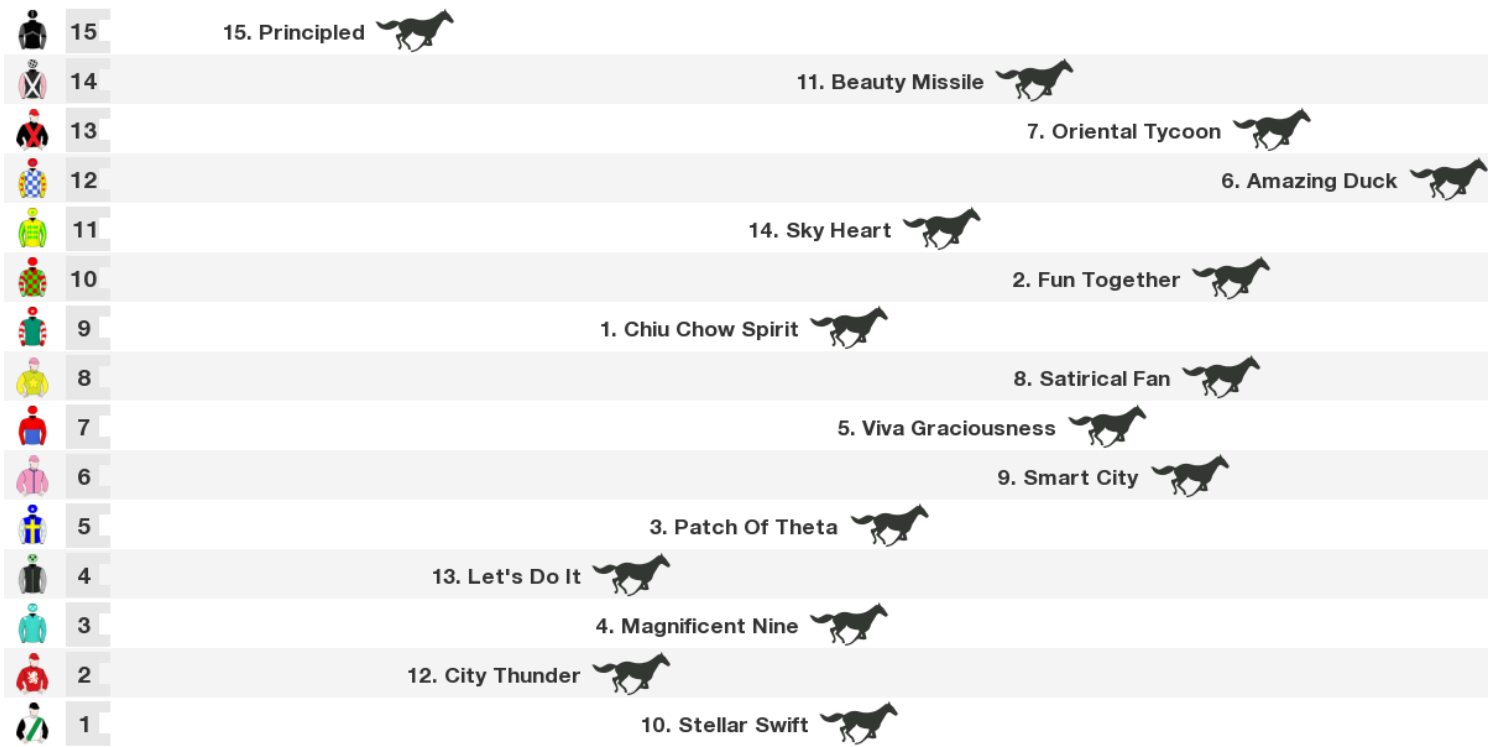 15 15. Principled
14 11. Beauty Missile
13 7. Oriental Tycoon
12 6. Amazing Duck
11 14. Sky Heart
10 2. Fun Together
9 1. Chiu Chow Spirit
8 8. Satirical Fan
7 5. Viva Graciousness
6 9. Smart City
5 3. Patch Of Theta
4 13. Let's Do It
3 4. Magnificent Nine
2 12. City Thunder
1 10. Stellar Swift